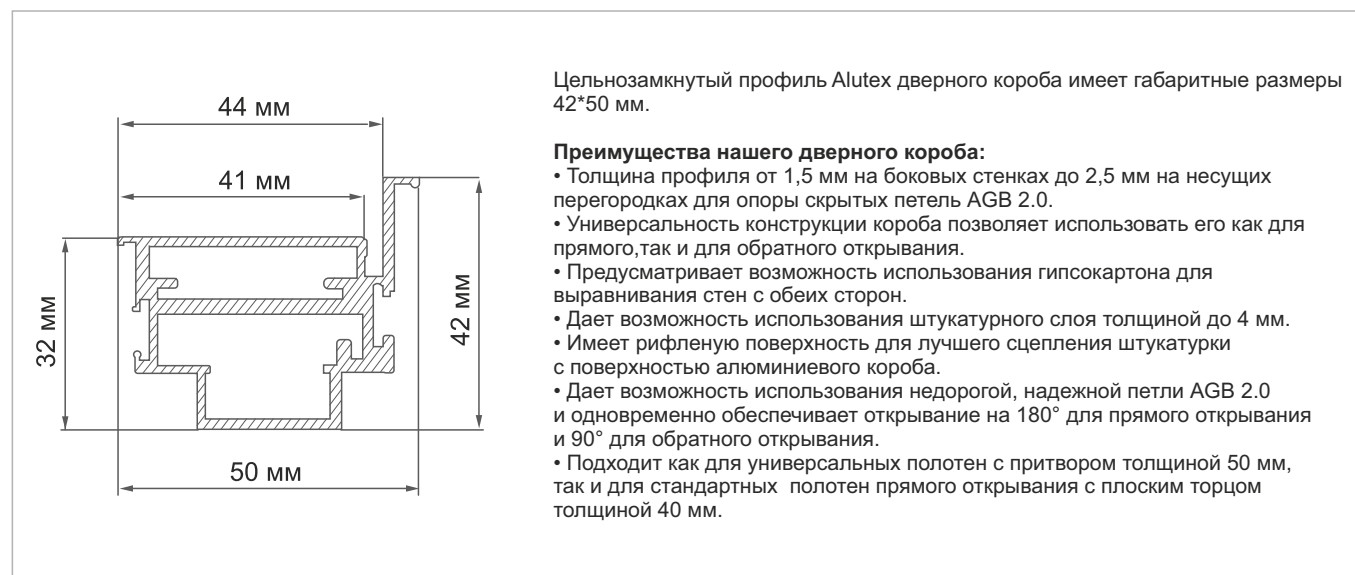 44 мм
41 мм
32 мм
42 мм
50 мм
Цельнозамкнутый профиль Alutex дверного короба имеет габаритные размеры
42*50 мм.
Преимущества нашего дверного короба:
• Толщина профиля от 1,5 мм на боковых стенках до 2,5 мм на несущих
перегородках для опоры скрытых петель AGB 2.0.
• Универсальность конструкции короба позволяет использовать его как для
прямого,так и для обратного открывания.
• Предусматривает возможность использования гипсокартона для
выравнивания стен с обеих сторон.
• Дает возможность использования штукатурного слоя толщиной до 4 мм.
• Имеет рифленую поверхность для лучшего сцепления штукатурки
с поверхностью алюминиевого короба.
• Дает возможность использования недорогой, надежной петли AGB 2.0
и одновременно обеспечивает открывание на 180° для прямого открывания
и 90° для обратного открывания.
• Подходит как для универсальных полотен с притвором толщиной 50 мм,
так и для стандартных полотен прямого открывания с плоским торцом
толщиной 40 мм.